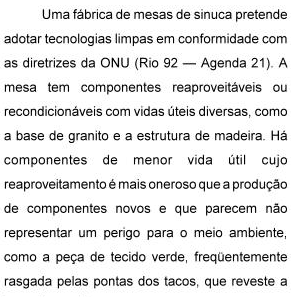 Uma fábrica de mesas de sinuca pretende
adotar tecnologias limpas em conformidade com
as diretrizes da ONU (Rio 92 — Agenda 21). A
mesa tem componentes reaproveitáveis ou
recondicionáveis com vidas úteis diversas, como
a base de granito e a estrutura de madeira. Há
componentes de menor vida útil cujo
reaproveitamento é mais oneroso que a produção
de componentes novos e que parecem não
representar um perigo para o meio ambiente,
como a peça de tecido verde, freqüentemente
rasgada pelas pontas dos tacos, que reveste a